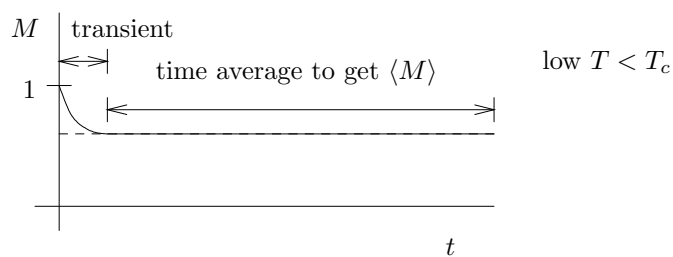 M transient
low T < T_c
time average to get ⟨M⟩
1
t